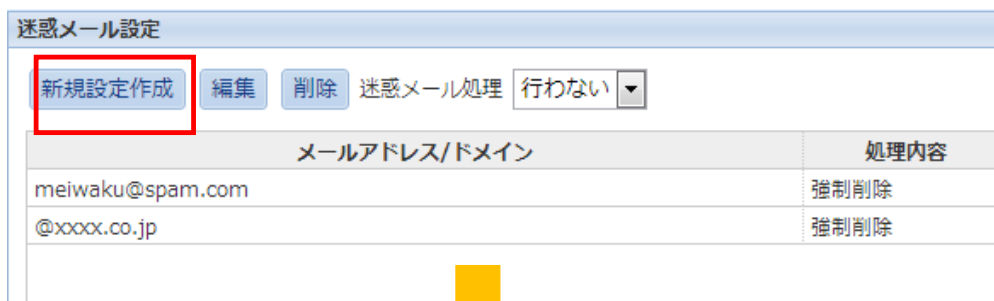 迷惑メール設定
新規設定作成 編集 削除 迷惑メール処理 行わない
メールアドレス/ドメイン 処理内容
meiwaku@spam.com 強制削除
@xxxx.co.jp 強制削除